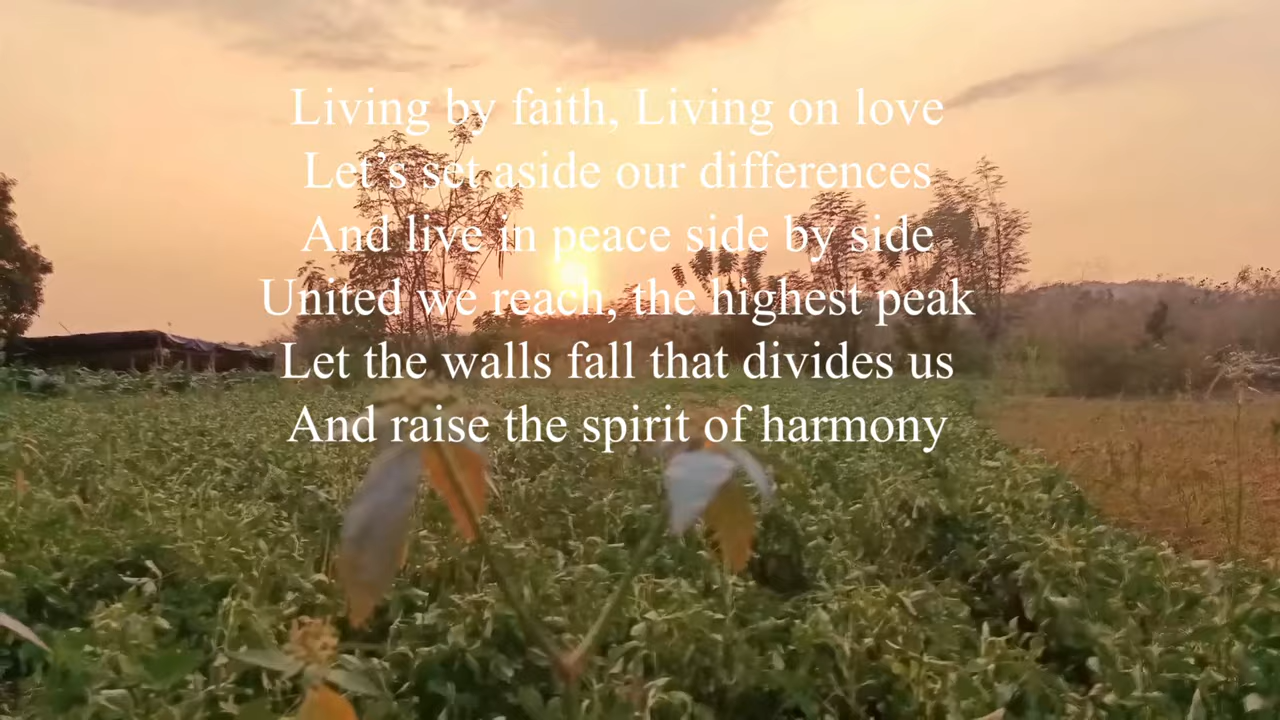 Living by faith, Living on love
Let’s set aside our differences
And live in peace side by side
United we reach, the highest peak
Let the walls fall that divides us
And raise the spirit of harmony